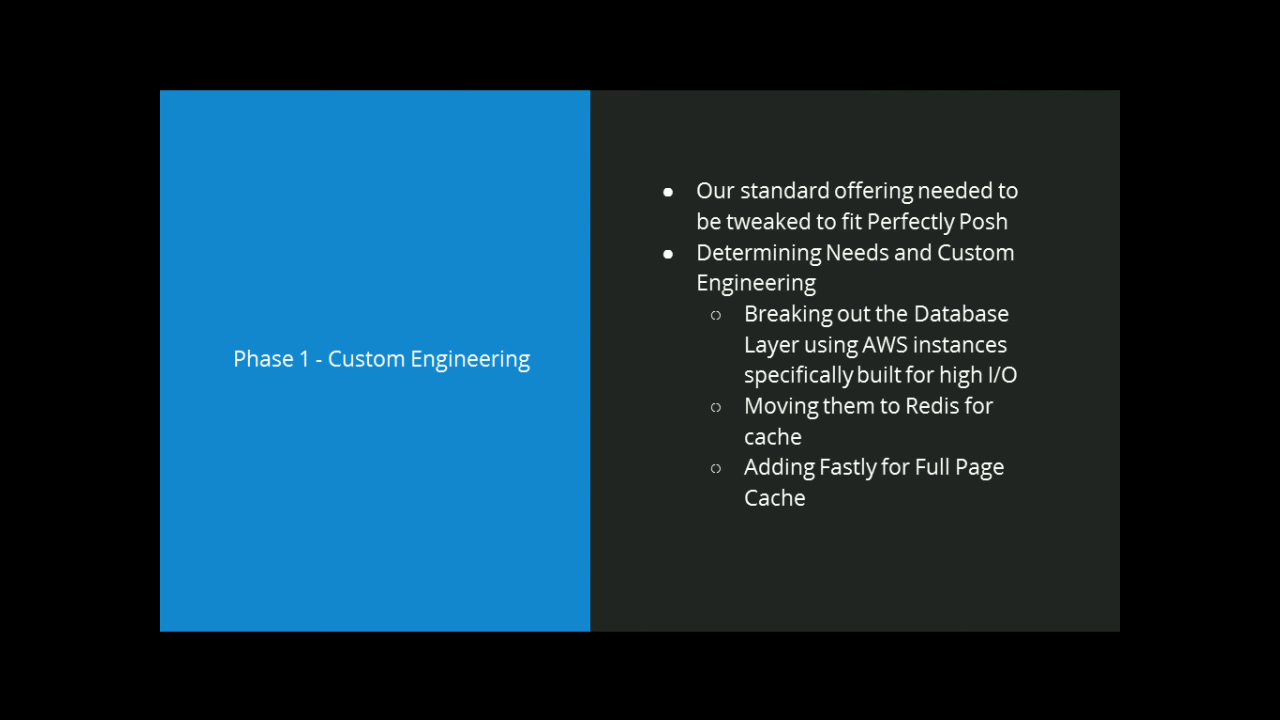 Phase 1 - Custom Engineering
● Our standard offering needed to
be tweaked to fit Perfectly Posh
● Determining Needs and Custom
Engineering
○ Breaking out the Database
Layer using AWS instances
specifically built for high I/O
○ Moving them to Redis for
cache
○ Adding Fastly for Full Page
Cache